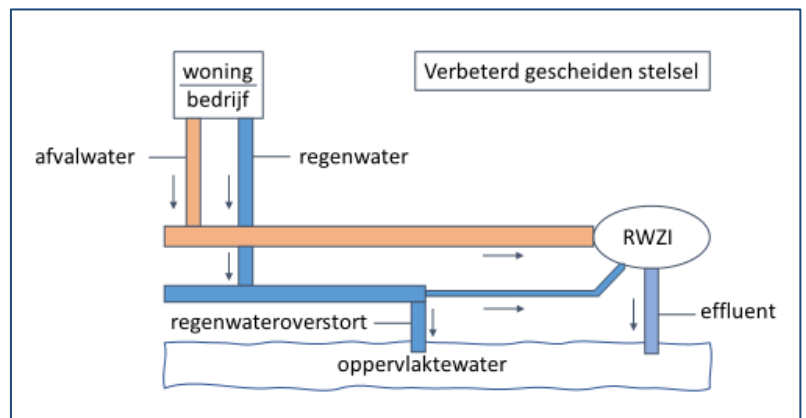 woning
bedrijf
Verbeterd gescheiden stelsel
afvalwater
regenwater
RWZI
regenwateroverstort
effluent
oppervlaktewater